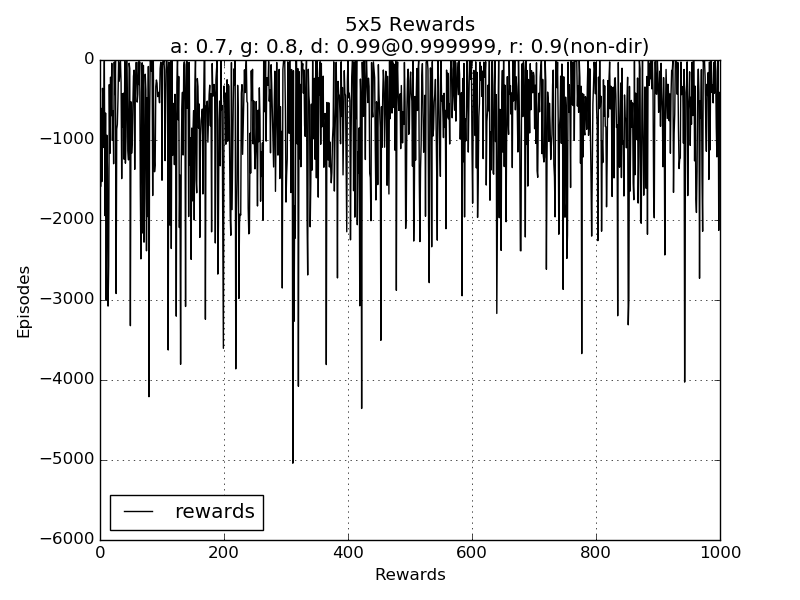 5x5 Rewards
a: 0.7, g: 0.8, d: 0.99@0.999999, r: 0.9(non-dir)
0
−1000
−2000
−3000
−4000
−5000
−6000
Episodes
rewards
0 200 400 600 800 1000
Rewards